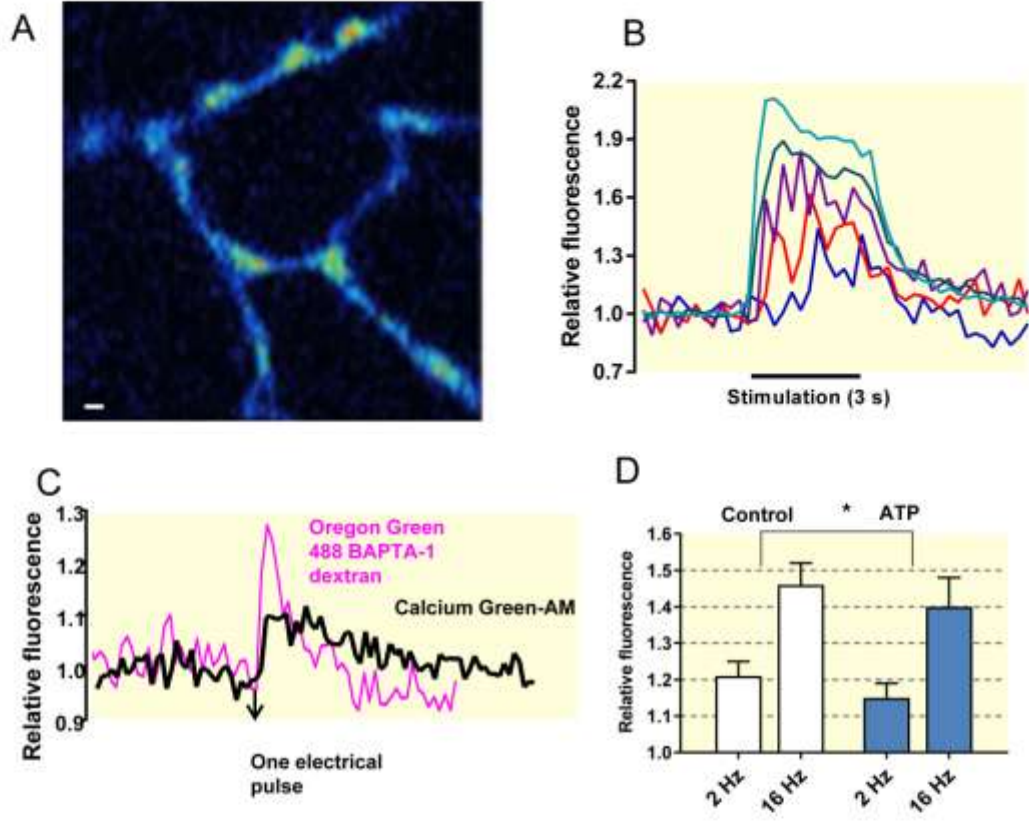 A
B
2.2
1.9
1.6
1.3
1.0
0.7
Relative fluorescence
Stimulation (3 s)
C
1.3
1.2
1.1
1.0
0.9
Relative fluorescence
Oregon Green
488 BAPTA-1
dextran
Calcium Green-AM
One electrical
pulse
D
Control * ATP
1.6
1.5
1.4
1.3
1.2
1.1
1.0
Relative fluorescence
2 Hz
16 Hz
2 Hz
16 Hz